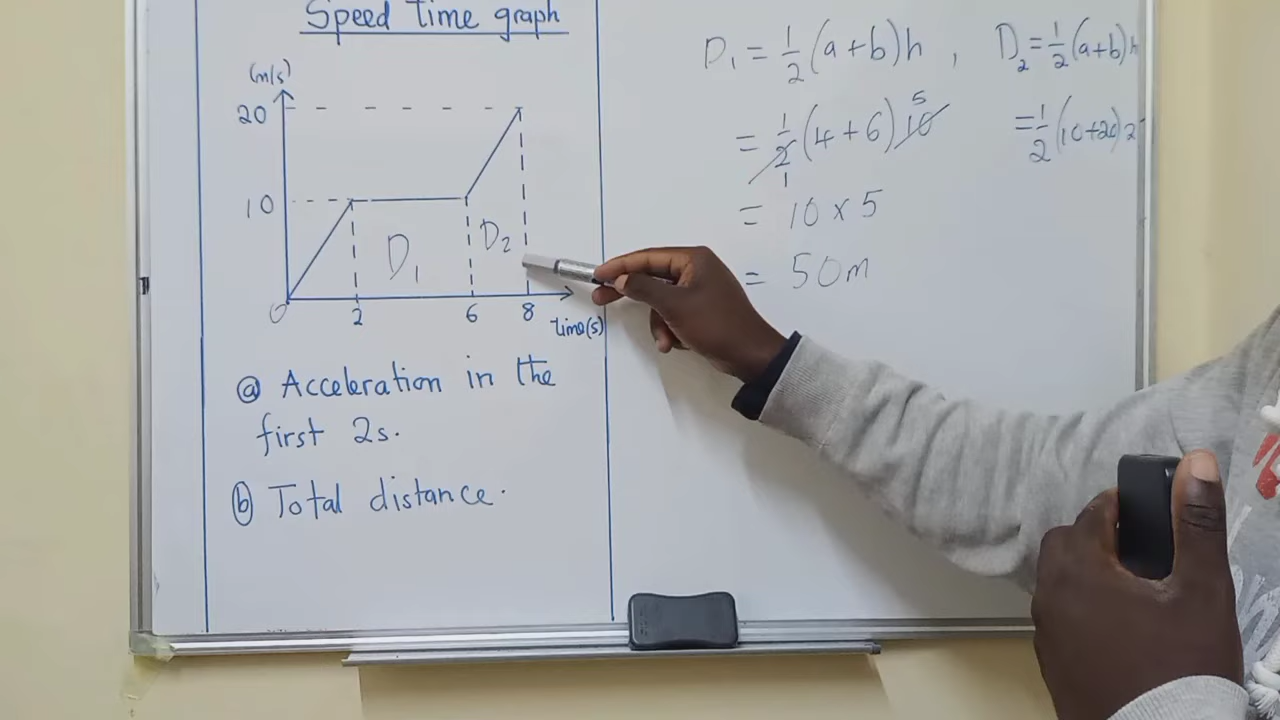 Speed time graph
(m/s)
20
10
D₁
D₂
0
2
6
8
time(s)
ⓐ Acceleration in the
first 2s.
ⓑ Total distance.
D₁ = 1/2 (a+b)h , D₂ = 1/2 (a+b)h
= 1/2 (4+6) 10 5
1
= 1/2 (10+20) 2
= 10 x 5
= 50m